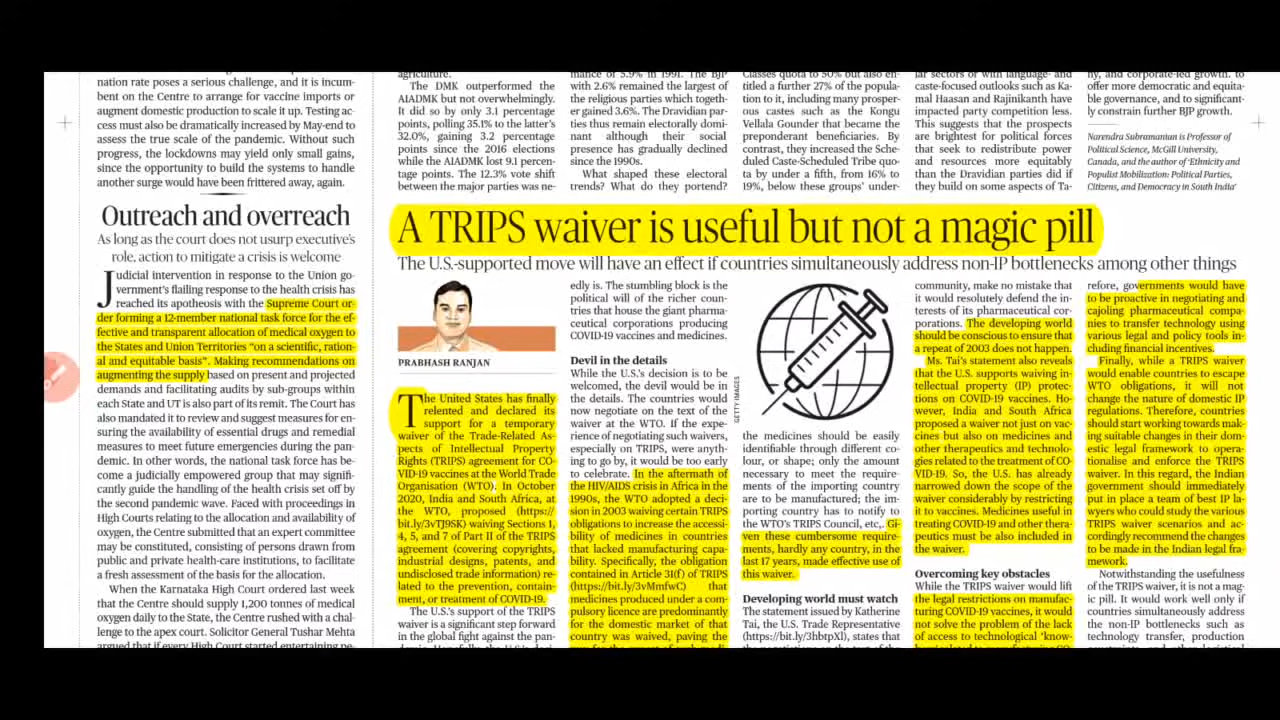 nation rate poses a serious challenge, and it is incum-
bent on the Centre to arrange for vaccine imports or
augment domestic production to scale it up. Testing ac-
cess must also be dramatically increased by May-end to
assess the true scale of the pandemic. Without such
progress, the lockdowns may yield only small gains,
since the opportunity to build the systems to handle
another surge would have been frittered away, again.
Outreach and overreach
As long as the court does not usurp executive's
role, action to mitigate a crisis is welcome
Judicial intervention in response to the Union go-
vernment's flailing response to the health crisis has
reached its apotheosis with the Supreme Court or-
der forming a 12-member national task force for the ef-
fective and transparent allocation of medical oxygen to
the States and Union Territories "on a scientific, ration-
al and equitable basis". Making recommendations on
augmenting the supply based on present and projected
demands and facilitating audits by sub-groups within
each State and UT is also part of its remit. The Court has
also mandated it to review and suggest measures for en-
suring the availability of essential drugs and remedial
measures to meet future emergencies during the pan-
demic. In other words, the national task force has be-
come a judicially empowered group that may signifi-
cantly guide the handling of the health crisis set off by
the second pandemic wave. Faced with proceedings in
High Courts relating to the allocation and availability of
oxygen, the Centre submitted that an expert committee
may be constituted, consisting of persons drawn from
public and private health-care institutions, to facilitate
a fresh assessment of the basis for the allocation.
When the Karnataka High Court ordered last week
that the Centre should supply 1,200 tonnes of medical
oxygen daily to the State, the Centre rushed with a chal-
lenge to the apex court. Solicitor General Tushar Mehta
argued that if every High Court started entertaining pe-
agriculture.
The DMK outperformed the
AIADMK but not overwhelmingly.
It did so by only 3.1 percentage
points, polling 35.1% to the latter's
32.0%, gaining 3.2 percentage
points since the 2016 elections
while the AIADMK lost 9.1 percen-
tage points. The 12.3% vote shift
between the major parties was ne-
mance of 5.9% in 1991. The BJP
with 2.6% remained the largest of
the religious parties which togeth-
er gained 3.6%. The Dravidian par-
ties thus remain electorally domi-
nant although their social
presence has gradually declined
since the 1990s.
What shaped these electoral
trends? What do they portend?
Classes quota to 50% but also en-
titled a further 27% of the popula-
tion to it, including many prosper-
ous castes such as the Kongu
Vellala Gounder that became the
preponderant beneficiaries. By
contrast, they increased the Sche-
duled Caste-Scheduled Tribe quo-
ta by under a fifth, from 16% to
19%, below these groups' under-
lar sectors or with language- and
caste-focused outlooks such as Ka-
mal Haasan and Rajinikanth have
impacted party competition less.
This suggests that the prospects
are brightest for political forces
that seek to redistribute power
and resources more equitably
than the Dravidian parties did if
they build on some aspects of Ta-
ny, and corporate-led growth, to
offer more democratic and equita-
ble governance, and to significant-
ly constrain further BJP growth.
Narendra Subramanian is Professor of
Political Science, McGill University,
Canada, and the author of 'Ethnicity and
Populist Mobilization: Political Parties,
Citizens, and Democracy in South India'
A TRIPS waiver is useful but not a magic pill
The U.S.-supported move will have an effect if countries simultaneously address non-IP bottlenecks among other things
PRABHASH RANJAN
The United States has finally
relented and declared its
support for a temporary
waiver of the Trade-Related As-
pects of Intellectual Property
Rights (TRIPS) agreement for CO-
VID-19 vaccines at the World Trade
Organisation (WTO). In October
2020, India and South Africa, at
the WTO, proposed (https://
bit.ly/3vTJ9SK) waiving Sections 1,
4, 5, and 7 of Part II of the TRIPS
agreement (covering copyrights,
industrial designs, patents, and
undisclosed trade information) re-
lated to the prevention, contain-
ment, or treatment of COVID-19.
The U.S.'s support of the TRIPS
waiver is a significant step forward
in the global fight against the pan-
edly is. The stumbling block is the
political will of the richer coun-
tries that house the giant pharma-
ceutical corporations producing
COVID-19 vaccines and medicines.
Devil in the details
While the U.S.'s decision is to be
welcomed, the devil would be in
the details. The countries would
now negotiate on the text of the
waiver at the WTO. If the expe-
rience of negotiating such waivers,
especially on TRIPS, were anyth-
ing to go by, it would be too early
to celebrate. In the aftermath of
the HIV/AIDS crisis in Africa in the
1990s, the WTO adopted a deci-
sion in 2003 waiving certain TRIPS
obligations to increase the accessi-
bility of medicines in countries
that lacked manufacturing capa-
bility. Specifically, the obligation
contained in Article 31(f) of TRIPS
(https://bit.ly/3vMmfwC) that
medicines produced under a com-
pulsory licence are predominantly
for the domestic market of that
country was waived, paving the
GETTY IMAGES
the medicines should be easily
identifiable through different co-
lour, or shape; only the amount
necessary to meet the require-
ments of the importing country
are to be manufactured; the im-
porting country has to notify to
the WTO's TRIPS Council, etc,. Gi-
ven these cumbersome require-
ments, hardly any country, in the
last 17 years, made effective use of
this waiver.
Developing world must watch
The statement issued by Katherine
Tai, the U.S. Trade Representative
(https://bit.ly/3hbtpXl), states that
community, make no mistake that
it would resolutely defend the in-
terests of its pharmaceutical cor-
porations. The developing world
should be conscious to ensure that
a repeat of 2003 does not happen.
Ms. Tai's statement also reveals
that the U.S. supports waiving in-
tellectual property (IP) protec-
tions on COVID-19 vaccines. Ho-
wever, India and South Africa
proposed a waiver not just on vac-
cines but also on medicines and
other therapeutics and technolo-
gies related to the treatment of CO-
VID-19. So, the U.S. has already
narrowed down the scope of the
waiver considerably by restricting
it to vaccines. Medicines useful in
treating COVID-19 and other thera-
peutics must be also included in
the waiver.
Overcoming key obstacles
While the TRIPS waiver would lift
the legal restrictions on manufac-
turing COVID-19 vaccines, it would
not solve the problem of the lack
of access to technological 'know-
refore, governments would have
to be proactive in negotiating and
cajoling pharmaceutical compa-
nies to transfer technology using
various legal and policy tools in-
cluding financial incentives.
Finally, while a TRIPS waiver
would enable countries to escape
WTO obligations, it will not
change the nature of domestic IP
regulations. Therefore, countries
should start working towards mak-
ing suitable changes in their dom-
estic legal framework to opera-
tionalise and enforce the TRIPS
waiver. In this regard, the Indian
government should immediately
put in place a team of best IP la-
wyers who could study the various
TRIPS waiver scenarios and ac-
cordingly recommend the changes
to be made in the Indian legal fra-
mework.
Notwithstanding the usefulness
of the TRIPS waiver, it is not a mag-
ic pill. It would work well only if
countries simultaneously address
the non-IP bottlenecks such as
technology transfer, production